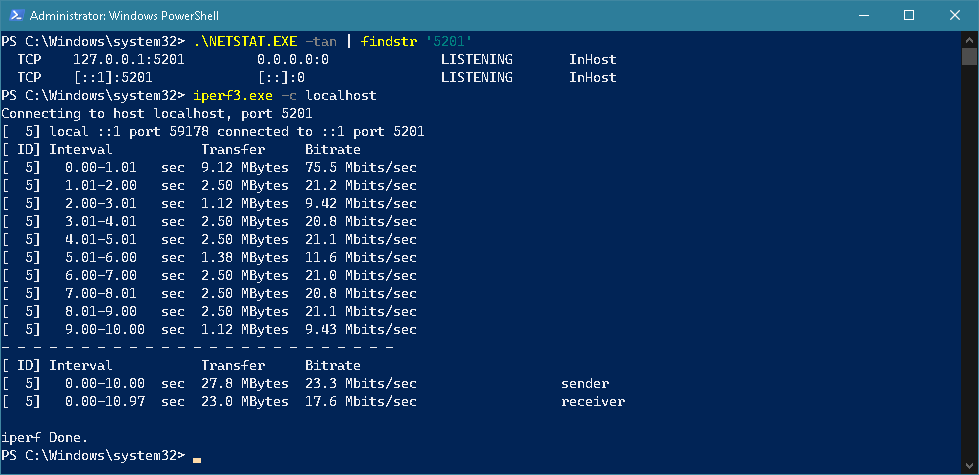 Administrator: Windows PowerShell
PS C:\Windows\system32> .\NETSTAT.EXE -tan | findstr '5201'
  TCP    127.0.0.1:5201         0.0.0.0:0              LISTENING       InHost
  TCP    [::1]:5201             [::]:0                 LISTENING       InHost
PS C:\Windows\system32> iperf3.exe -c localhost
Connecting to host localhost, port 5201
[  5] local ::1 port 59178 connected to ::1 port 5201
[ ID] Interval           Transfer     Bitrate
[  5]   0.00-1.01   sec  9.12 MBytes  75.5 Mbits/sec
[  5]   1.01-2.00   sec  2.50 MBytes  21.2 Mbits/sec
[  5]   2.00-3.01   sec  1.12 MBytes  9.42 Mbits/sec
[  5]   3.01-4.01   sec  2.50 MBytes  20.8 Mbits/sec
[  5]   4.01-5.01   sec  2.50 MBytes  21.1 Mbits/sec
[  5]   5.01-6.00   sec  1.38 MBytes  11.6 Mbits/sec
[  5]   6.00-7.00   sec  2.50 MBytes  21.0 Mbits/sec
[  5]   7.00-8.01   sec  2.50 MBytes  20.8 Mbits/sec
[  5]   8.01-9.00   sec  2.50 MBytes  21.1 Mbits/sec
[  5]   9.00-10.00  sec  1.12 MBytes  9.43 Mbits/sec
- - - - - - - - - - - - - - - - - - - - - - - - -
[ ID] Interval           Transfer     Bitrate
[  5]   0.00-10.00  sec  27.8 MBytes  23.3 Mbits/sec                  sender
[  5]   0.00-10.97  sec  23.0 MBytes  17.6 Mbits/sec                  receiver
iperf Done.
PS C:\Windows\system32>